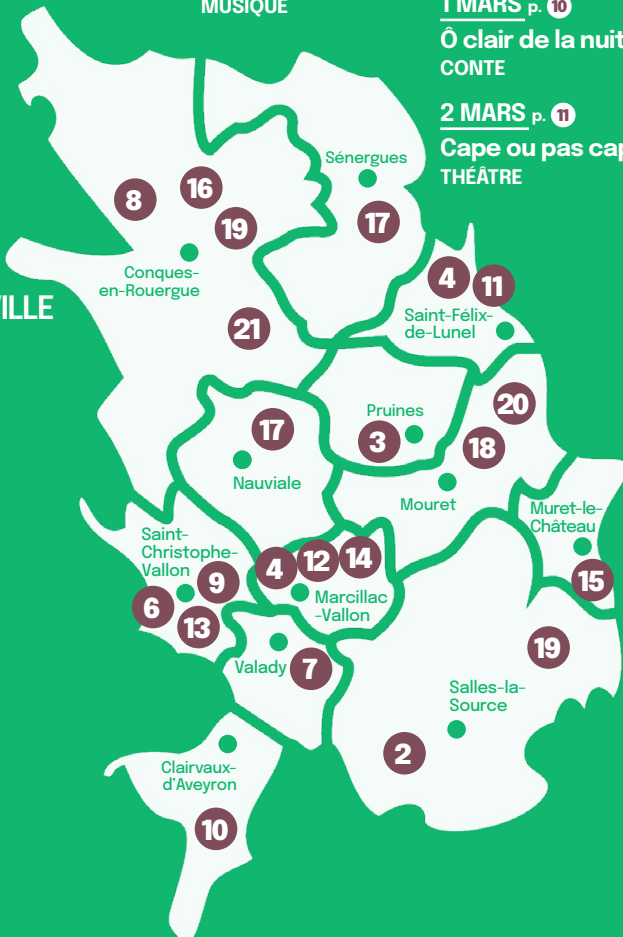 MUSIQUE
1 MARS p. 10
Ô clair de la nuit
CONTE
2 MARS p. 11
Cape ou pas
THÉÂTRE
Sénergues
8
16
19
17
Conques-
en-Rouergue
4
11
21
Saint-Félix-
de-Lunel
20
Pruines
17
3
18
Nauviale
Mouret
Muret-le-
Château
Saint-
Christophe-
Vallon
9
4
12
14
15
6
13
Marcillac
-Vallon
19
Valady
7
Salles-la-
Source
2
Clairvaux-
d'Aveyron
10